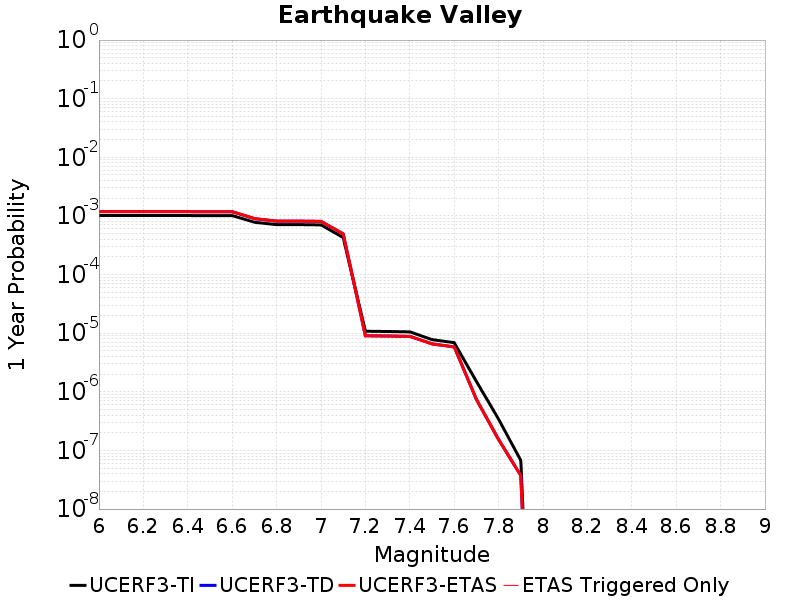 Earthquake Valley
1 Year Probability
10^0
10^-1
10^-2
10^-3
10^-4
10^-5
10^-6
10^-7
10^-8
6 6.2 6.4 6.6 6.8 7 7.2 7.4 7.6 7.8 8 8.2 8.4 8.6 8.8 9
Magnitude
UCERF3-TI UCERF3-TD UCERF3-ETAS ETAS Triggered Only